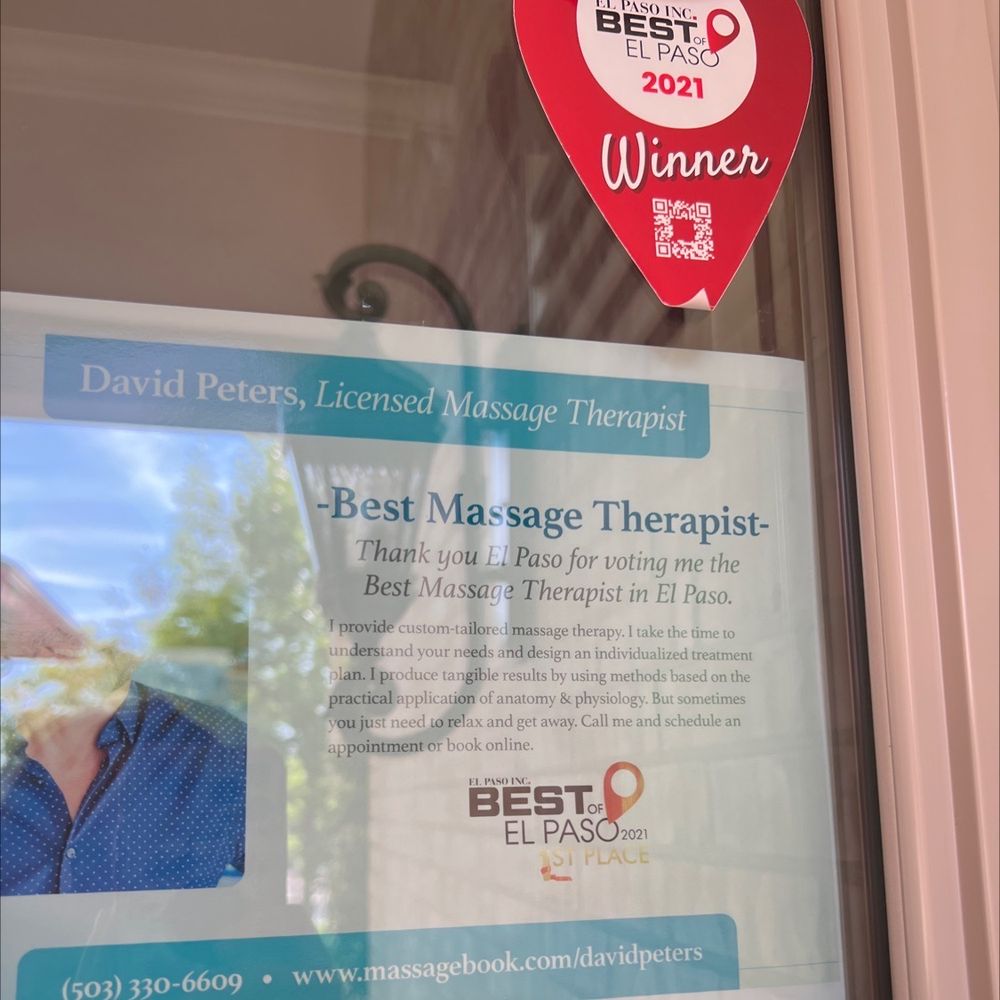 EL PASO INC.
BEST OF
EL PASO
2021
Winner
David Peters, Licensed Massage Therapist
-Best Massage Therapist-
Thank you El Paso for voting me the
Best Massage Therapist in El Paso.
I provide custom-tailored massage therapy. I take the time to
understand your needs and design an individualized treatment
plan. I produce tangible results by using methods based on the
practical application of anatomy & physiology. But sometimes
you just need to relax and get away. Call me and schedule an
appointment or book online.
EL PASO INC.
BEST OF
EL PASO 2021
1ST PLACE
(503) 330-6609 • www.massagebook.com/davidpeters